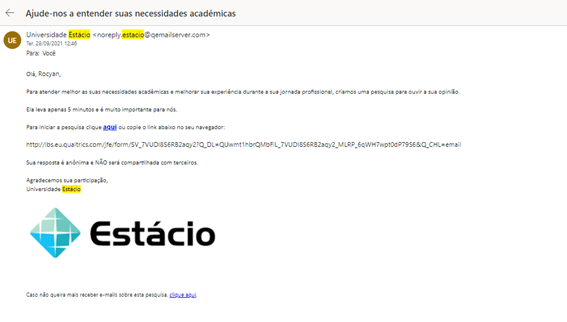 Ajude-nos a entender suas necessidades acadêmicas
UE
Universidade Estácio <noreply.estacio@qemailserver.com>
Ter, 28/09/2021 12:46
Para: Você
Olá, Rocyan,
Para atender melhor as suas necessidades acadêmicas e melhorar sua experiência durante a sua jornada profissional, criamos uma pesquisa para ouvir a sua opinião.
Ela leva apenas 5 minutos e é muito importante para nós.
Para iniciar a pesquisa clique aqui ou copie o link abaixo no seu navegador:
http://ibs.eu.qualtrics.com/jfe/form/SV_7VUDI8S6RB2aqy2?Q_DL=QUwmt1hbrQMbFiL_7VUDI8S6RB2aqy2_MLRP_6qWH7wpt0dP79S6&Q_CHL=email
Sua resposta é anônima e NÃO será compartilhada com terceiros.
Agradecemos sua participação,
Universidade Estácio
Estácio
Caso não queira mais receber e-mails sobre esta pesquisa, clique aqui.